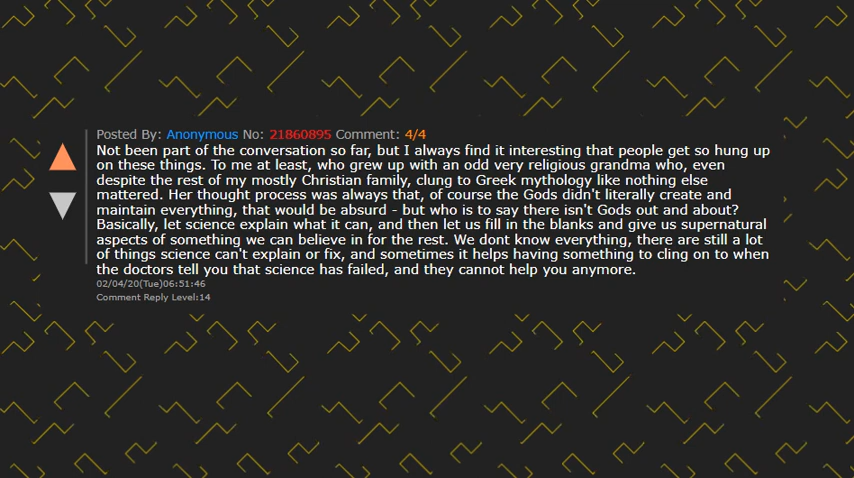 Posted By: Anonymous No: 21860895 Comment: 4/4
Not been part of the conversation so far, but I always find it interesting that people get so hung up
on these things. To me at least, who grew up with an odd very religious grandma who, even
despite the rest of my mostly Christian family, clung to Greek mythology like nothing else
mattered. Her thought process was always that, of course the Gods didn't literally create and
maintain everything, that would be absurd - but who is to say there isn't Gods out and about?
Basically, let science explain what it can, and then let us fill in the blanks and give us supernatural
aspects of something we can believe in for the rest. We dont know everything, there are still a lot
of things science can't explain or fix, and sometimes it helps having something to cling on to when
the doctors tell you that science has failed, and they cannot help you anymore.
02/04/20(Tue)06:51:46
Comment Reply Level:14